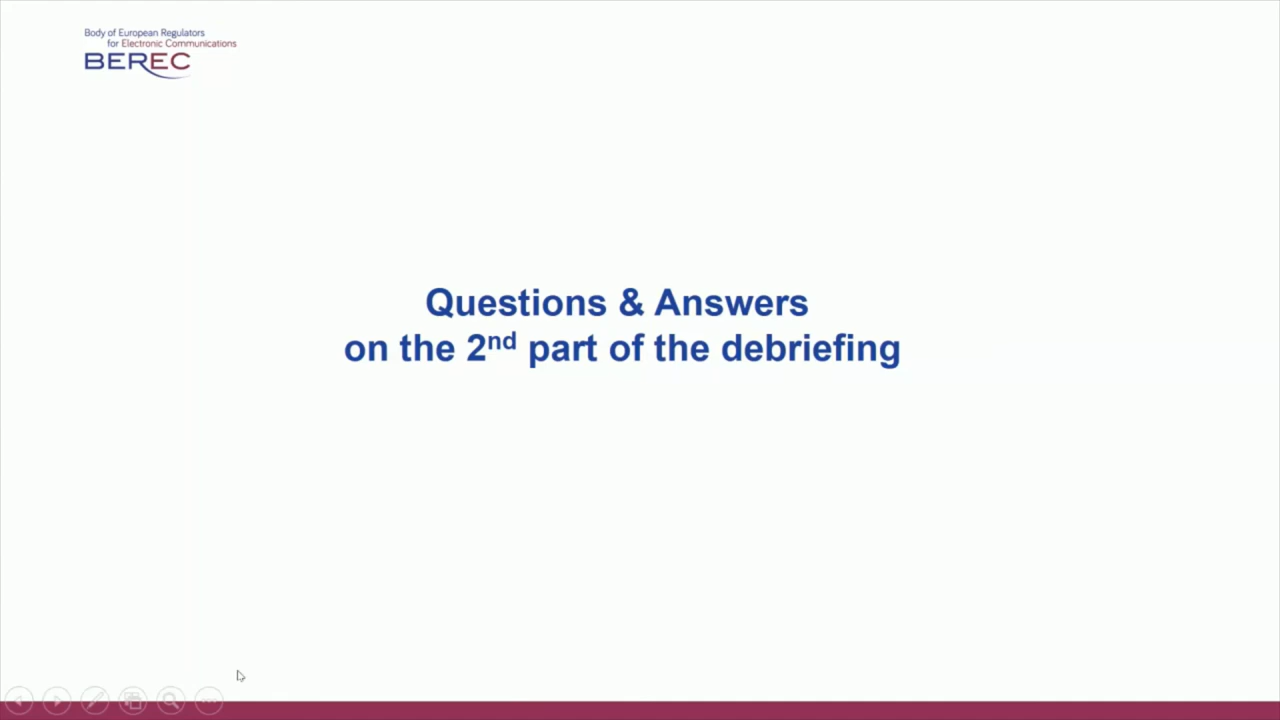 Body of European Regulators
for Electronic Communications
BEREC
Questions & Answers
on the 2nd part of the debriefing